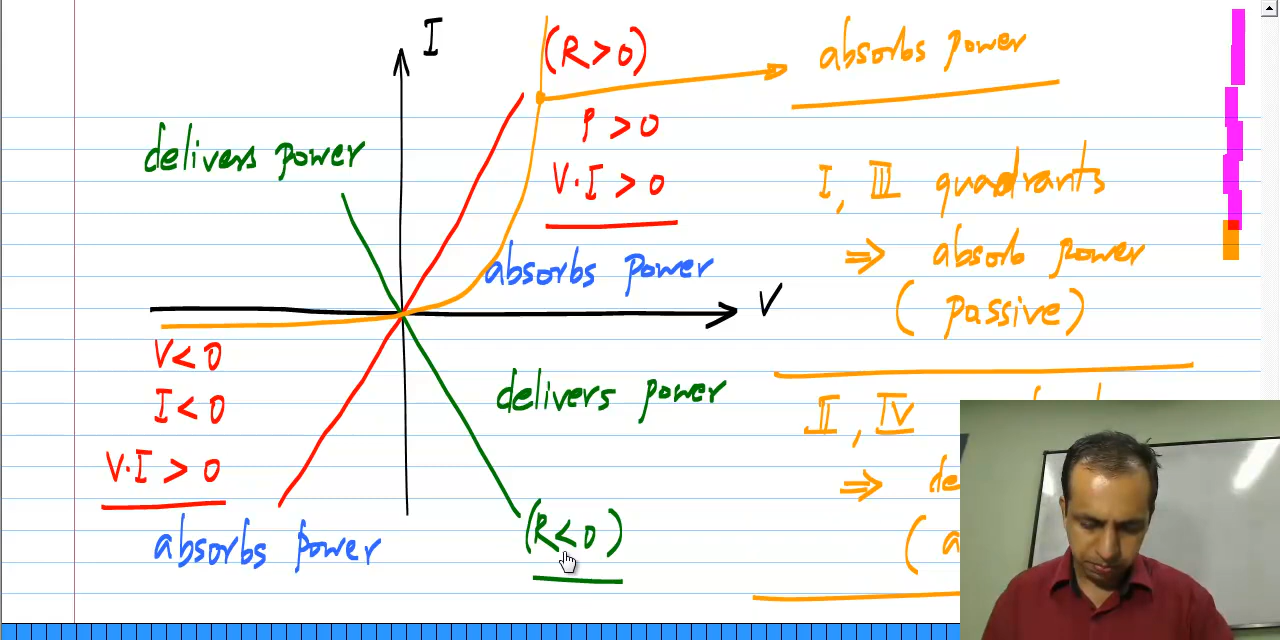 I
(R > 0)
absorbs power
P > 0
delivers power
V·I > 0
I, III quadrants
absorbs power
⇒ absorb power
V
(passive)
V < 0
I < 0
delivers power
II, IV
V·I > 0
⇒
absorbs power
(R < 0)